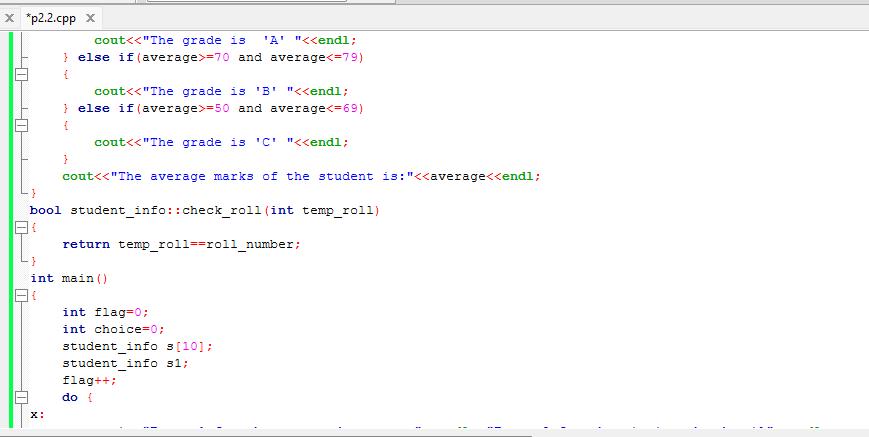 *p2.2.cpp
cout<<"The grade is  'A' "<<endl;
} else if(average>=70 and average<=79)
{
cout<<"The grade is 'B' "<<endl;
} else if(average>=50 and average<=69)
{
cout<<"The grade is 'C' "<<endl;
}
cout<<"The average marks of the student is:"<<average<<endl;
}
bool student_info::check_roll(int temp_roll)
{
return temp_roll==roll_number;
}
int main()
{
int flag=0;
int choice=0;
student_info s[10];
student_info s1;
flag++;
do {
x: